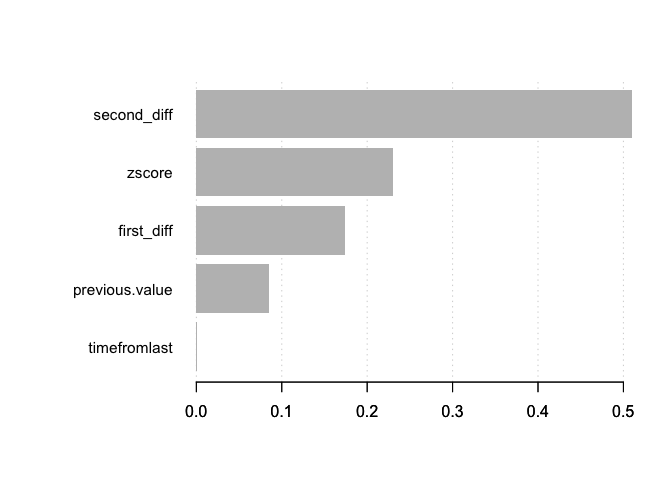 second_diff
zscore
first_diff
previous.value
timefromlast
0.0 0.1 0.2 0.3 0.4 0.5